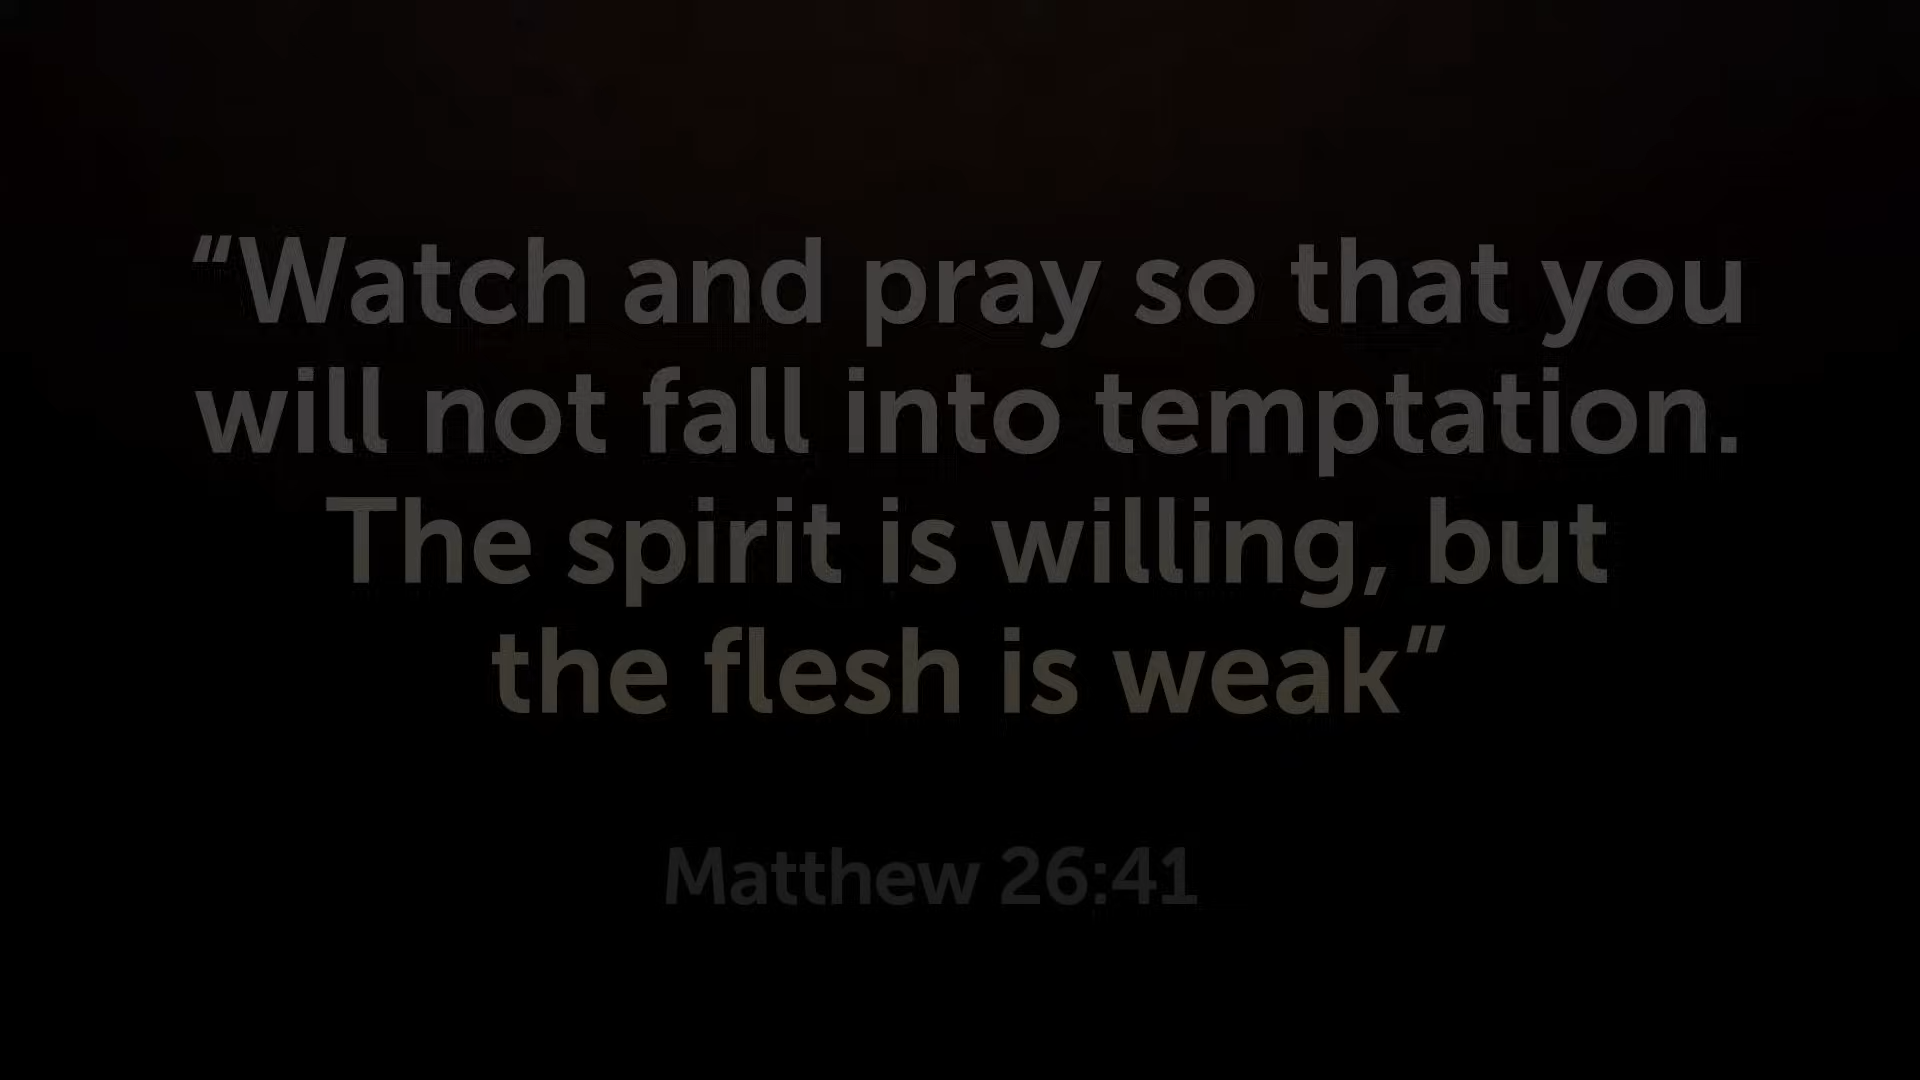 “Watch and pray so that you
will not fall into temptation.
The spirit is willing, but
the flesh is weak”
Matthew 26:41